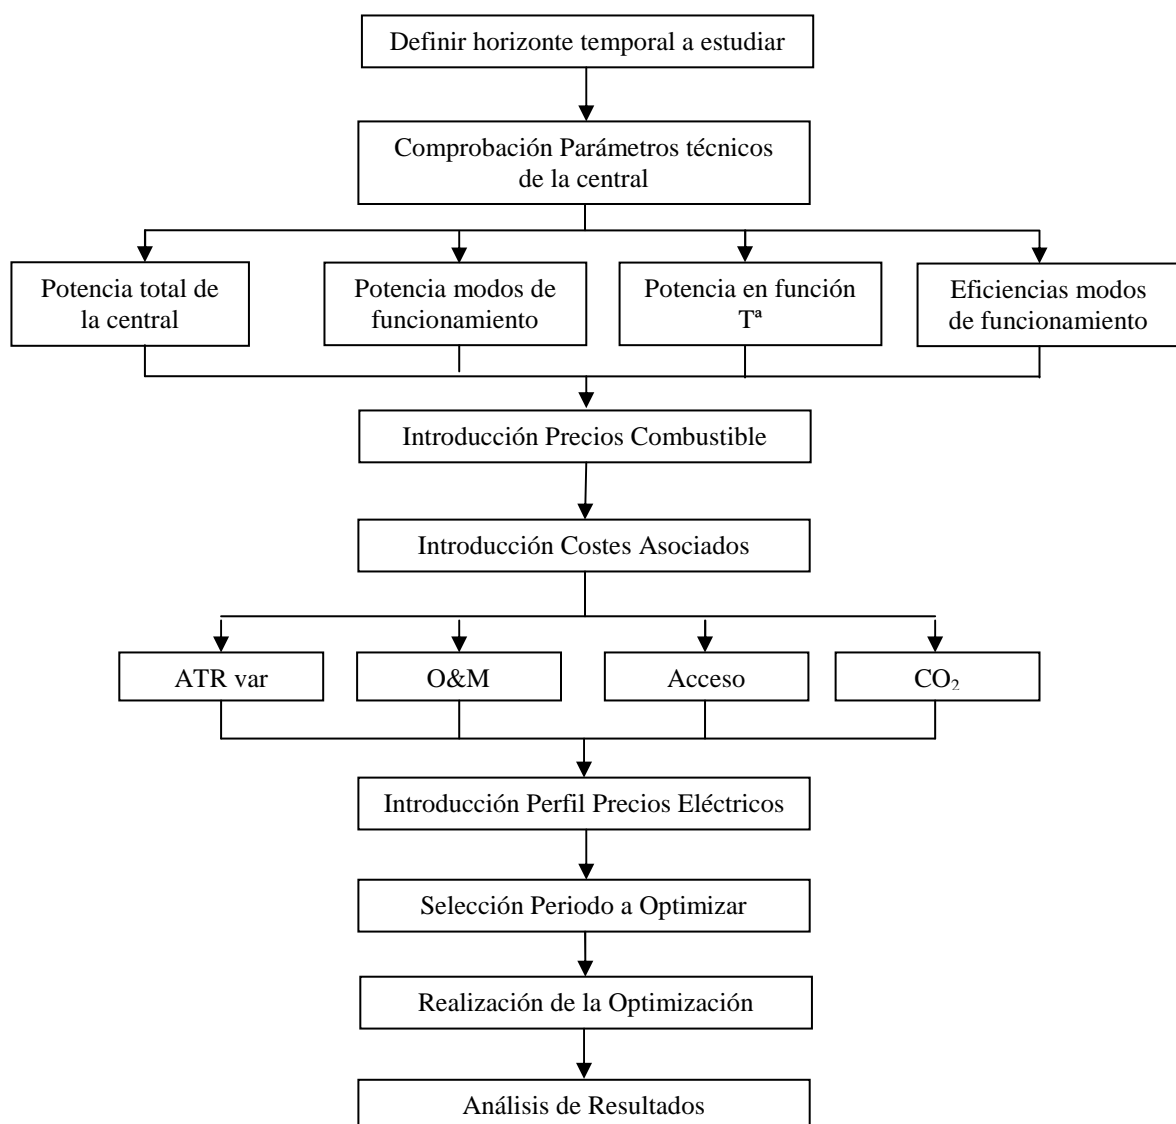 Definir horizonte temporal a estudiar
Comprobación Parámetros técnicos
de la central
Potencia total de
la central
Potencia modos de
funcionamiento
Potencia en función
Tª
Eficiencias modos
de funcionamiento
Introducción Precios Combustible
Introducción Costes Asociados
ATR var
O&M
Acceso
CO₂
Introducción Perfil Precios Eléctricos
Selección Periodo a Optimizar
Realización de la Optimización
Análisis de Resultados